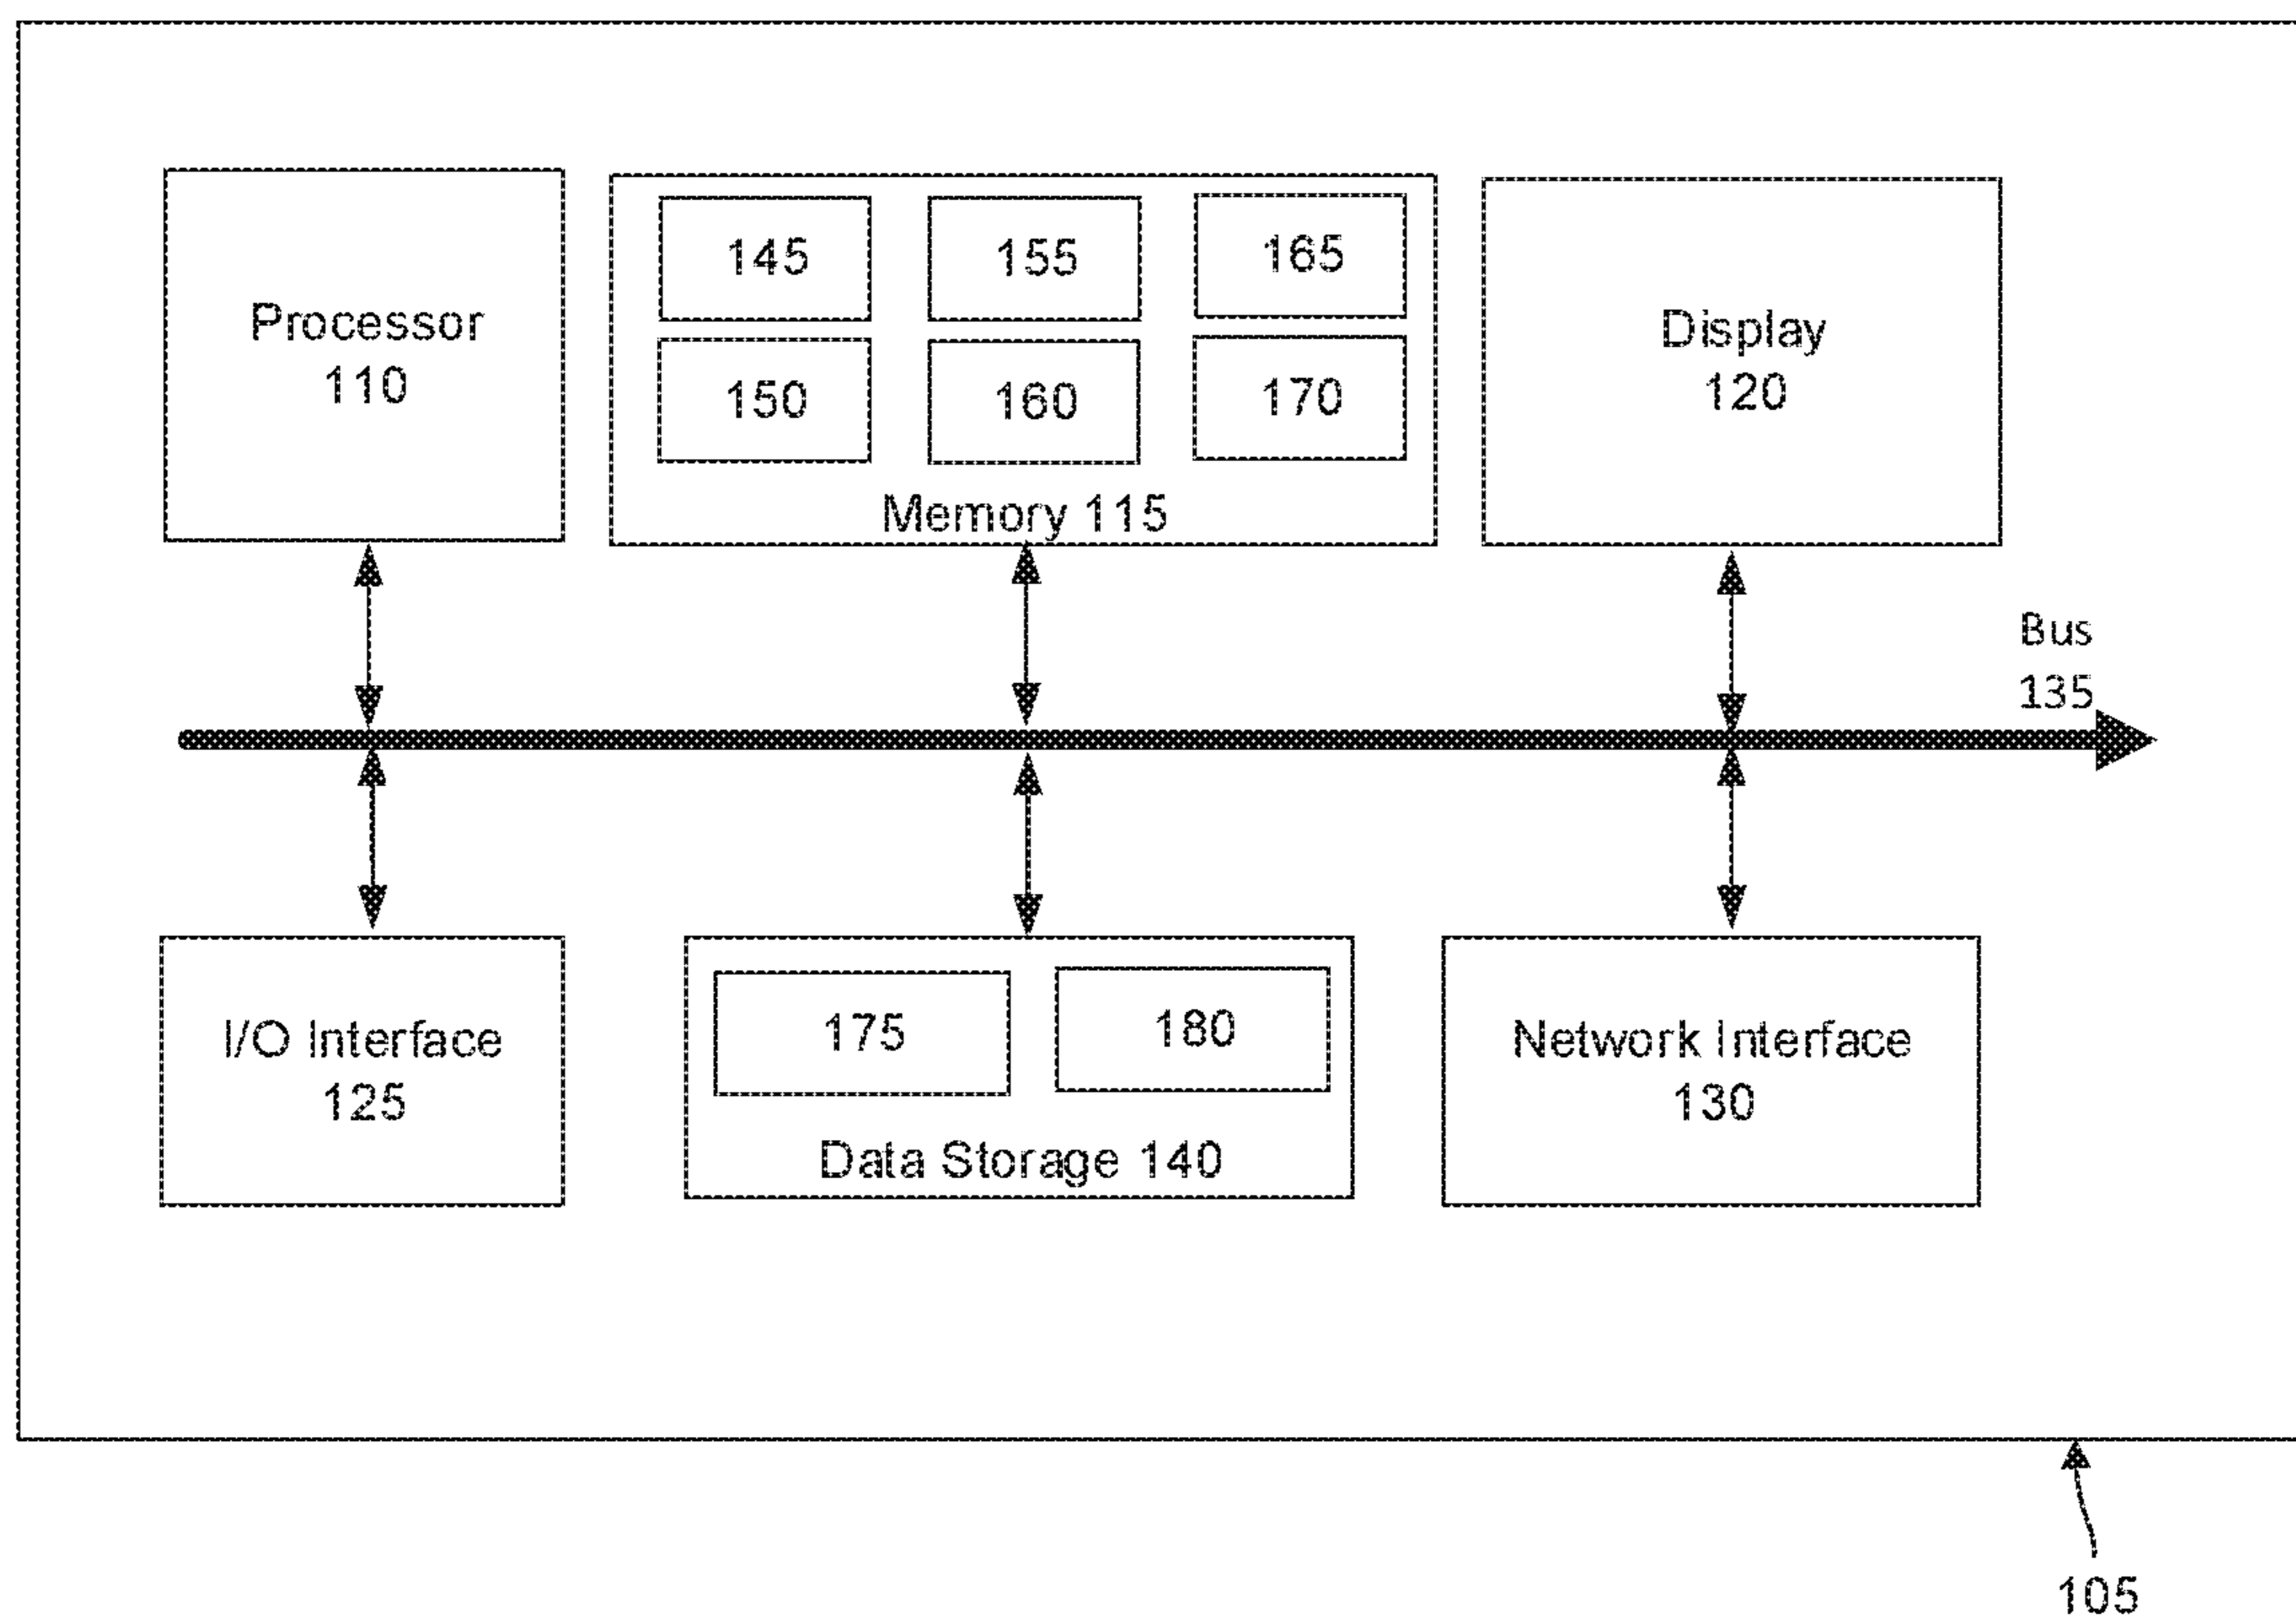 Processor
110
145
155
165
150
160
170
Memory 115
Display
120
Bus
135
I/O Interface
125
175
180
Data Storage 140
Network Interface
130
105